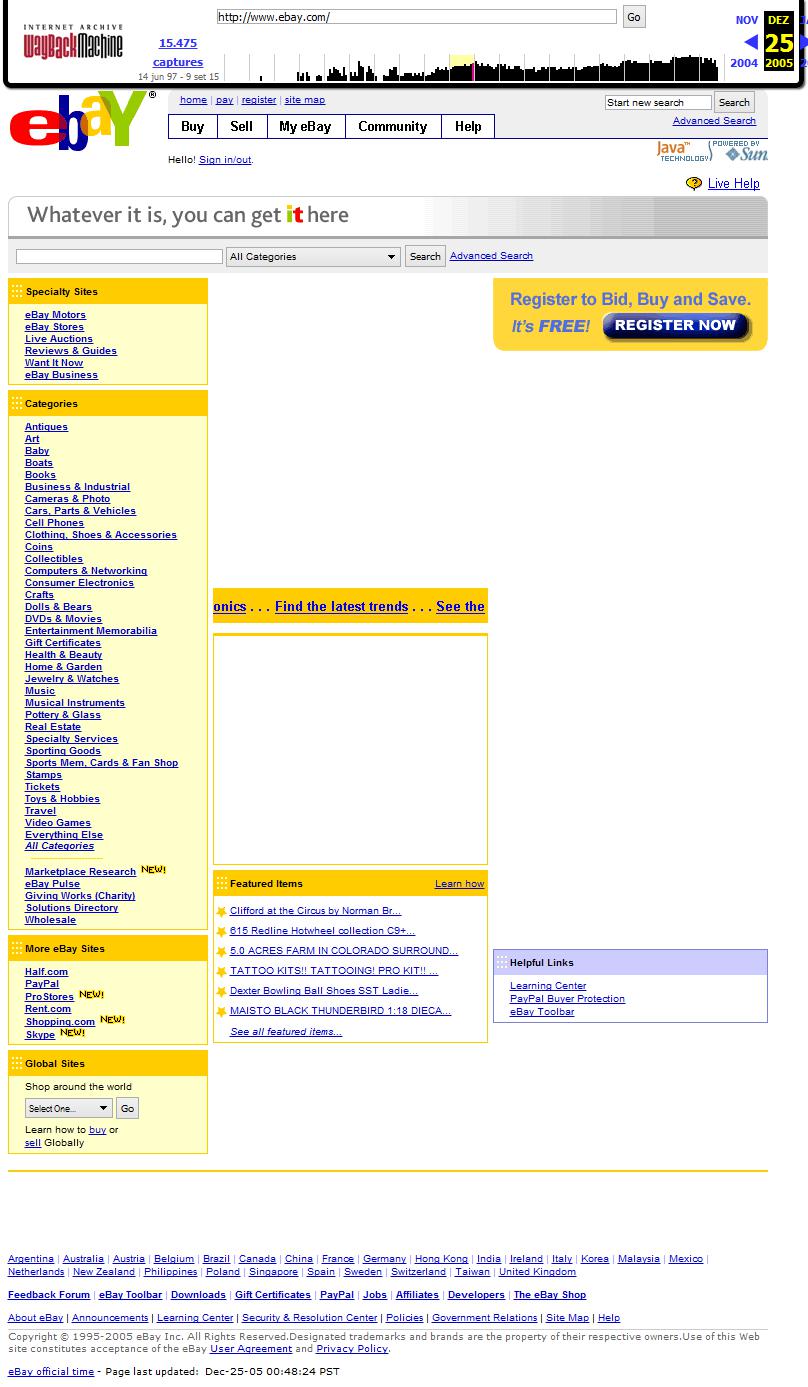 INTERNET ARCHIVE
WayBackMachine
http://www.ebay.com/
Go
15.475
captures
14 jun 97 - 9 set 15
NOV DEZ
25
2004 2005
ebaY®
home | pay | register | site map
Start new search Search
Advanced Search
Buy Sell My eBay Community Help
Hello! Sign in/out.
Java™ TECHNOLOGY POWERED BY Sun
Live Help
Whatever it is, you can get it here
All Categories Search Advanced Search
Specialty Sites
eBay Motors
eBay Stores
Live Auctions
Reviews & Guides
Want It Now
eBay Business
Register to Bid, Buy and Save.
It's FREE! REGISTER NOW
Categories
Antiques
Art
Baby
Boats
Books
Business & Industrial
Cameras & Photo
Cars, Parts & Vehicles
Cell Phones
Clothing, Shoes & Accessories
Coins
Collectibles
Computers & Networking
Consumer Electronics
Crafts
Dolls & Bears
DVDs & Movies
Entertainment Memorabilia
Gift Certificates
Health & Beauty
Home & Garden
Jewelry & Watches
Music
Musical Instruments
Pottery & Glass
Real Estate
Specialty Services
Sporting Goods
Sports Mem, Cards & Fan Shop
Stamps
Tickets
Toys & Hobbies
Travel
Video Games
Everything Else
All Categories
Marketplace Research NEW!
eBay Pulse
Giving Works (Charity)
Solutions Directory
Wholesale
onics . . . Find the latest trends . . . See the
Featured Items Learn how
Clifford at the Circus by Norman Br...
615 Redline Hotwheel collection C9+...
5.0 ACRES FARM IN COLORADO SURROUND...
TATTOO KITS!! TATTOOING! PRO KIT!! ...
Dexter Bowling Ball Shoes SST Ladie...
MAISTO BLACK THUNDERBIRD 1:18 DIECA...
See all featured items...
Helpful Links
Learning Center
PayPal Buyer Protection
eBay Toolbar
More eBay Sites
Half.com
PayPal
ProStores NEW!
Rent.com
Shopping.com NEW!
Skype NEW!
Global Sites
Shop around the world
Select One... Go
Learn how to buy or
sell Globally
Argentina | Australia | Austria | Belgium | Brazil | Canada | China | France | Germany | Hong Kong | India | Ireland | Italy | Korea | Malaysia | Mexico |
Netherlands | New Zealand | Philippines | Poland | Singapore | Spain | Sweden | Switzerland | Taiwan | United Kingdom
Feedback Forum | eBay Toolbar | Downloads | Gift Certificates | PayPal | Jobs | Affiliates | Developers | The eBay Shop
About eBay | Announcements | Learning Center | Security & Resolution Center | Policies | Government Relations | Site Map | Help
Copyright © 1995-2005 eBay Inc. All Rights Reserved.Designated trademarks and brands are the property of their respective owners.Use of this Web
site constitutes acceptance of the eBay User Agreement and Privacy Policy.
eBay official time - Page last updated: Dec-25-05 00:48:24 PST